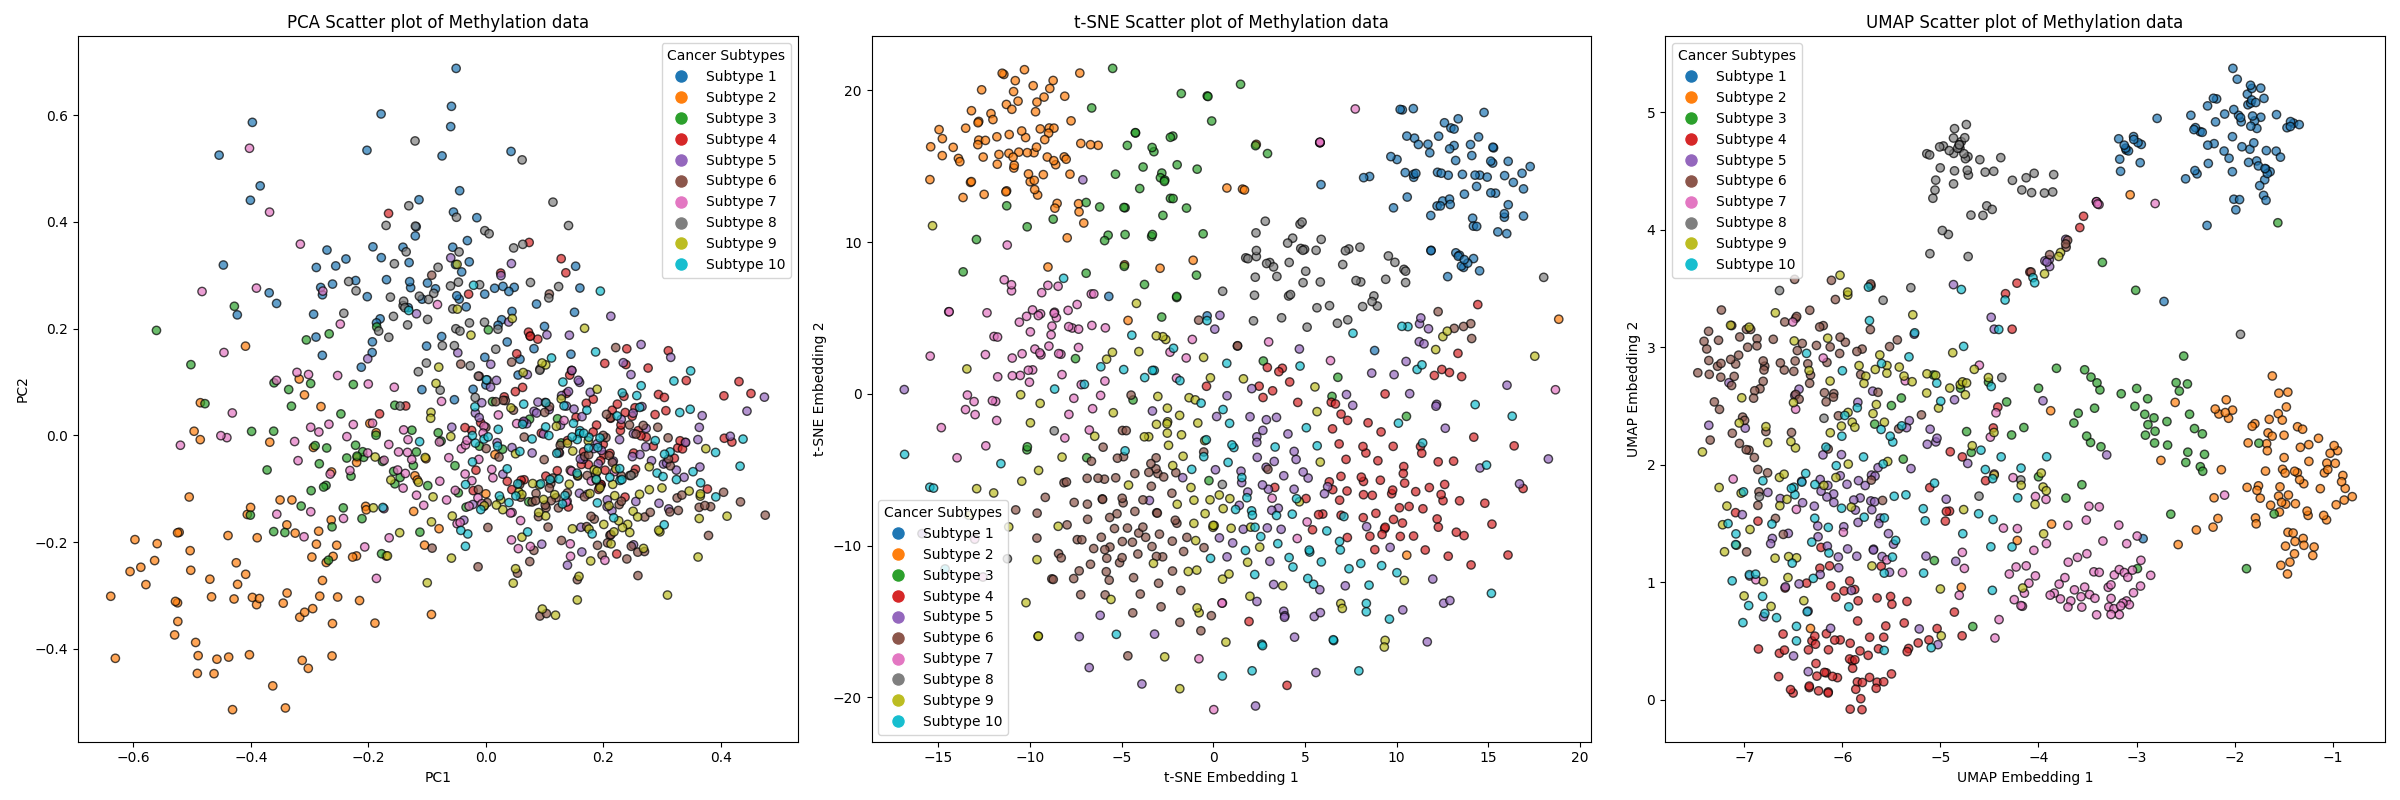 PCA Scatter plot of Methylation data
Cancer Subtypes
Subtype 1
Subtype 2
Subtype 3
Subtype 4
Subtype 5
Subtype 6
Subtype 7
Subtype 8
Subtype 9
Subtype 10
PC2
0.6
0.4
0.2
0.0
−0.2
−0.4
−0.6
−0.4
−0.2
0.0
0.2
0.4
PC1
t-SNE Scatter plot of Methylation data
t-SNE Embedding 2
20
10
0
−10
−20
Cancer Subtypes
Subtype 1
Subtype 2
Subtype 3
Subtype 4
Subtype 5
Subtype 6
Subtype 7
Subtype 8
Subtype 9
Subtype 10
−15
−10
−5
0
5
10
15
20
t-SNE Embedding 1
UMAP Scatter plot of Methylation data
Cancer Subtypes
Subtype 1
Subtype 2
Subtype 3
Subtype 4
Subtype 5
Subtype 6
Subtype 7
Subtype 8
Subtype 9
Subtype 10
UMAP Embedding 2
5
4
3
2
1
0
−7
−6
−5
−4
−3
−2
−1
UMAP Embedding 1